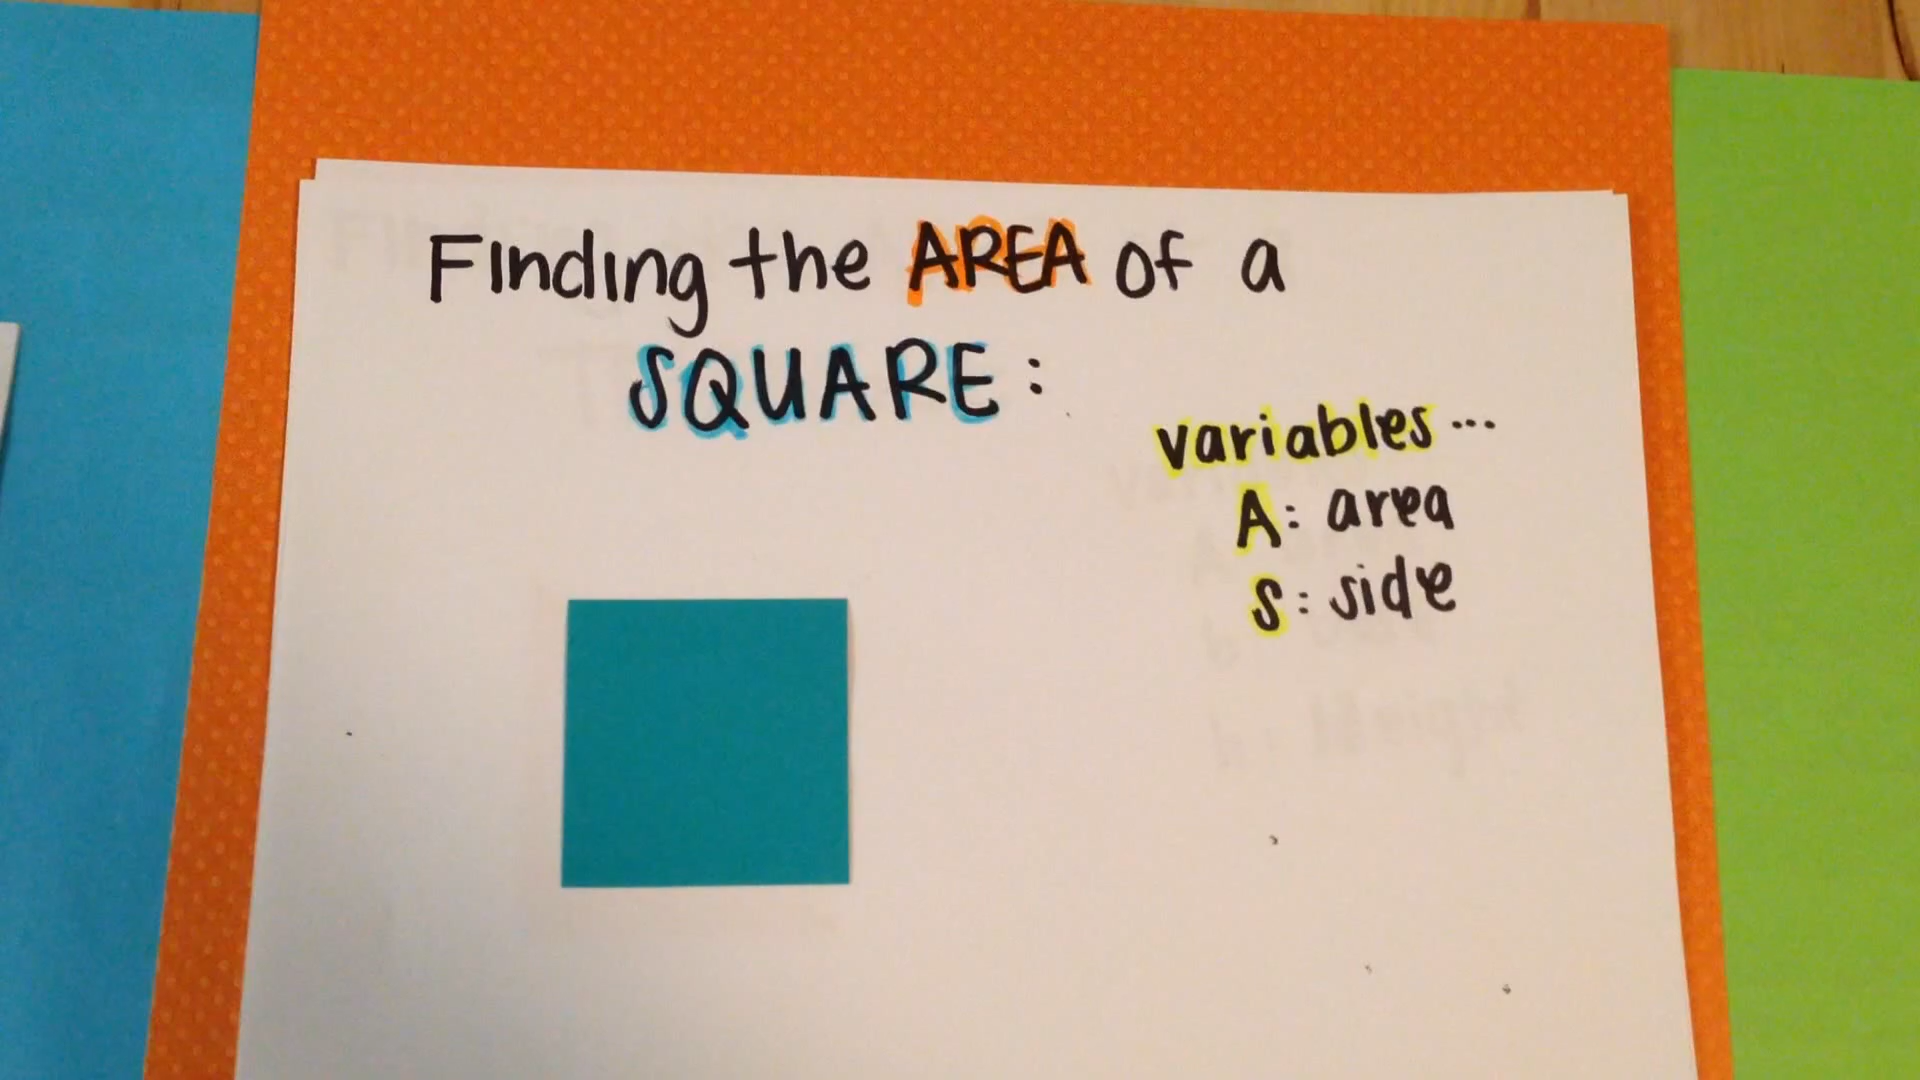 Finding the AREA of a
SQUARE:
variables...
A: area
s: side